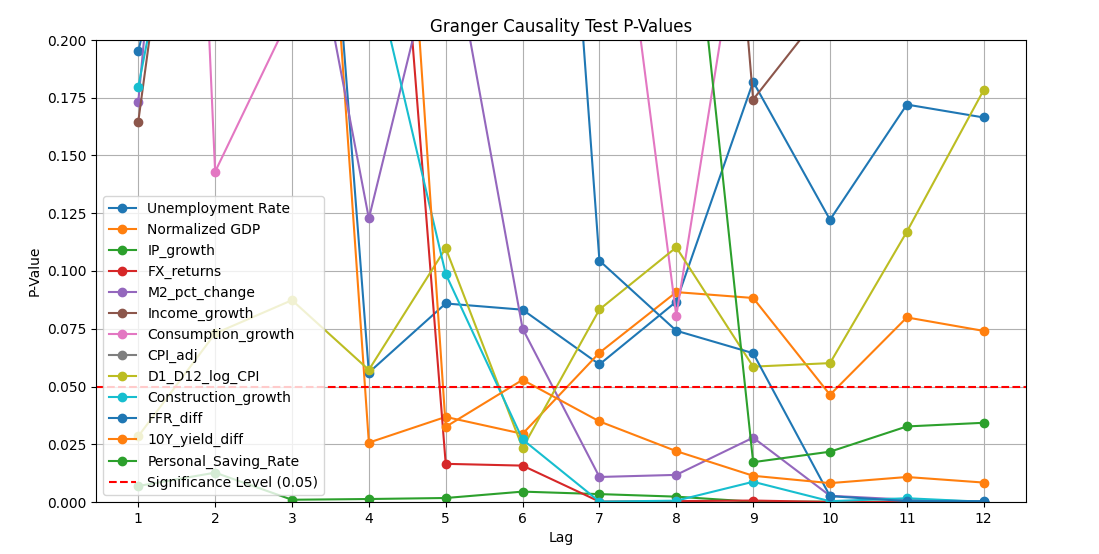 Granger Causality Test P-Values
0.200
0.175
0.150
0.125
0.100
0.075
0.050
0.025
0.000
P-Value
Unemployment Rate
Normalized GDP
IP_growth
FX_returns
M2_pct_change
Income_growth
Consumption_growth
CPI_adj
D1_D12_log_CPI
Construction_growth
FFR_diff
10Y_yield_diff
Personal_Saving_Rate
Significance Level (0.05)
1 2 3 4 5 6 7 8 9 10 11 12
Lag